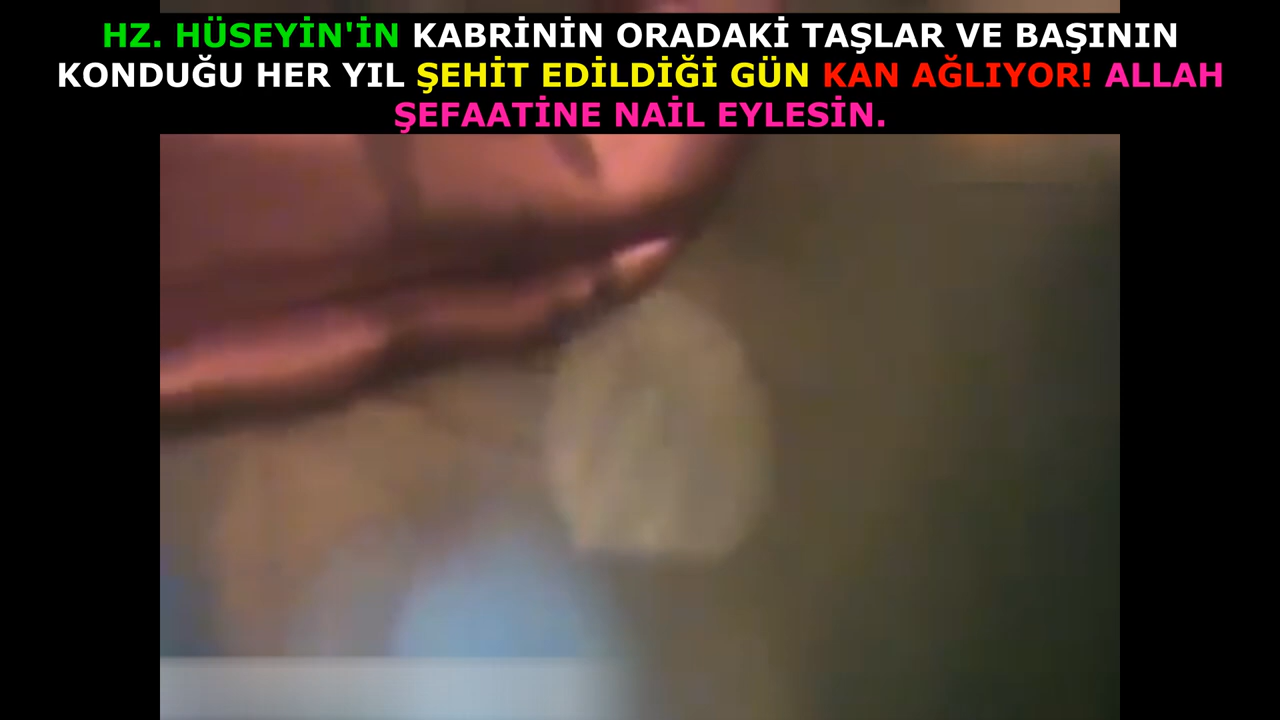 HZ. HÜSEYİN'İN KABRİNİN ORADAKİ TAŞLAR VE BAŞININ
KONDUĞU HER YIL ŞEHİT EDİLDİĞİ GÜN KAN AĞLIYOR! ALLAH
ŞEFAATİNE NAİL EYLESİN.